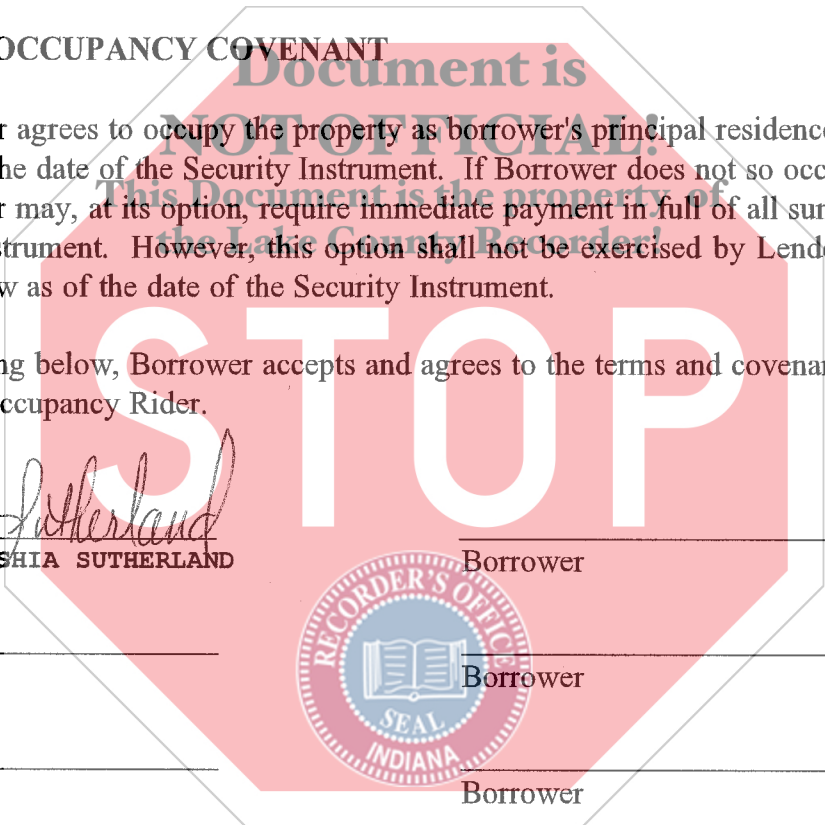 OCCUPANCY COVENANT
Document is
NOT OFFICIAL!
This Document is the property of
the Lake County Recorder!
r agrees to occupy the property as borrower's principal residence
he date of the Security Instrument. If Borrower does not so occ
r may, at its option, require immediate payment in full of all sum
strument. However, this option shall not be exercised by Lende
w as of the date of the Security Instrument.
ng below, Borrower accepts and agrees to the terms and covenan
ccupancy Rider.
STOP
Sutherland
SHIA SUTHERLAND
Borrower
Borrower
Borrower
RECORDER'S OFFICE
SEAL
INDIANA